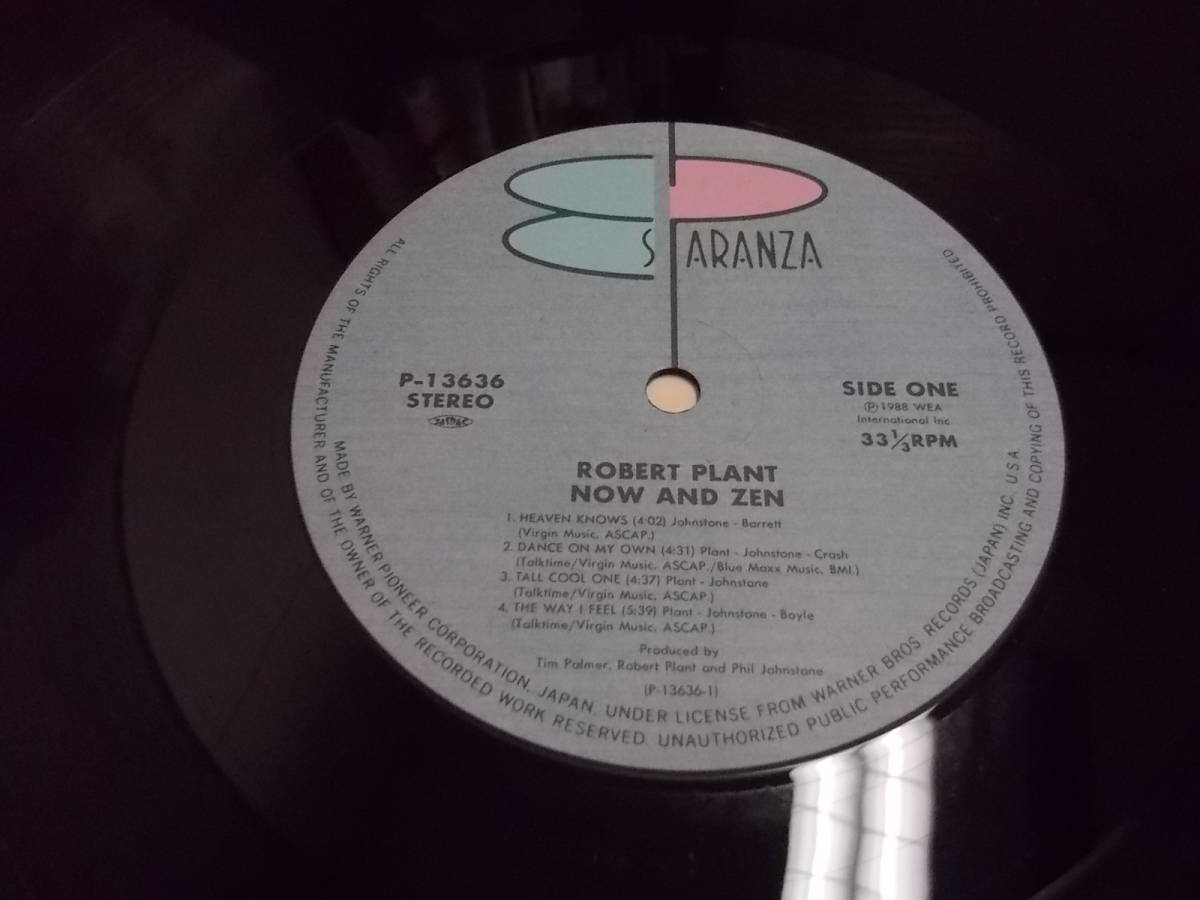 ESPARANZA
P-13636
STEREO
SIDE ONE
℗1988 WEA
International Inc.
33 1/3 RPM
ROBERT PLANT
NOW AND ZEN
1. HEAVEN KNOWS (4:02) Johnstone - Barrett
(Virgin Music, ASCAP.)
2. DANCE ON MY OWN (4:31) Plant - Johnstone - Crash
(Talktime/Virgin Music, ASCAP./Blue Maxx Music, BMI.)
3. TALL COOL ONE (4:37) Plant - Johnstone
(Talktime/Virgin Music, ASCAP.)
4. THE WAY I FEEL (5:39) Plant - Johnstone - Boyle
(Talktime/Virgin Music, ASCAP.)
Produced by
Tim Palmer, Robert Plant and Phil Johnstone
(P-13636-1)
MADE BY WARNER PIONEER CORPORATION, JAPAN, UNDER LICENSE FROM WARNER BROS. RECORDS (JAPAN) INC. U.S.A.
ALL RIGHTS OF THE MANUFACTURER AND OF THE OWNER OF THE RECORDED WORK RESERVED. UNAUTHORIZED PUBLIC PERFORMANCE BROADCASTING AND COPYING OF THIS RECORD PROHIBITED